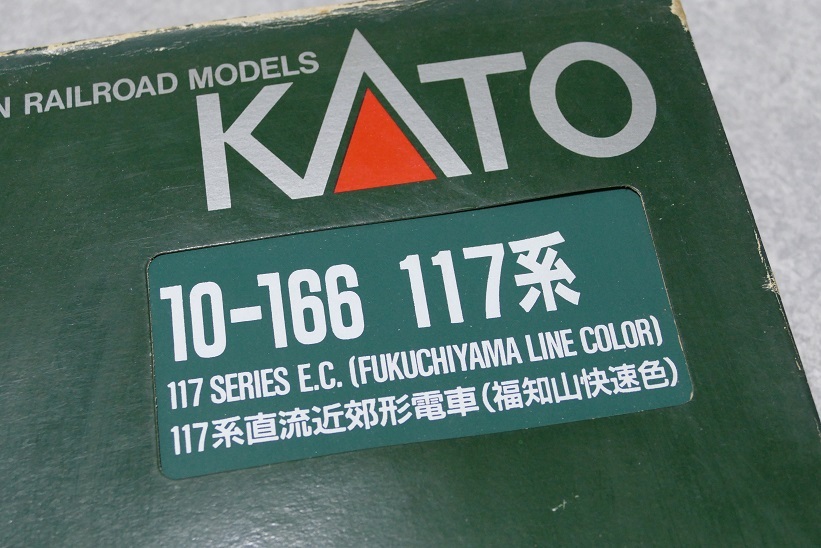 N RAILROAD MODELS
KATO
10-166 117系
117 SERIES E.C. (FUKUCHIYAMA LINE COLOR)
117系直流近郊形電車(福知山快速色)